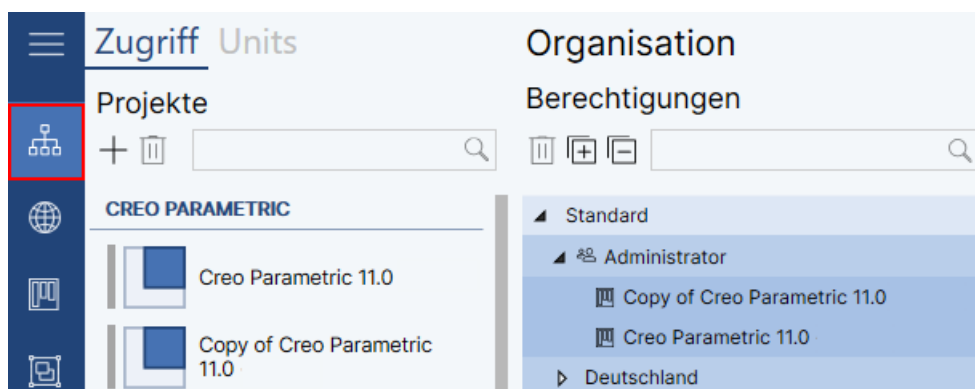 Zugriff Units
Projekte
CREO PARAMETRIC
Creo Parametric 11.0
Copy of Creo Parametric
11.0
Organisation
Berechtigungen
Standard
Administrator
Copy of Creo Parametric 11.0
Creo Parametric 11.0
Deutschland